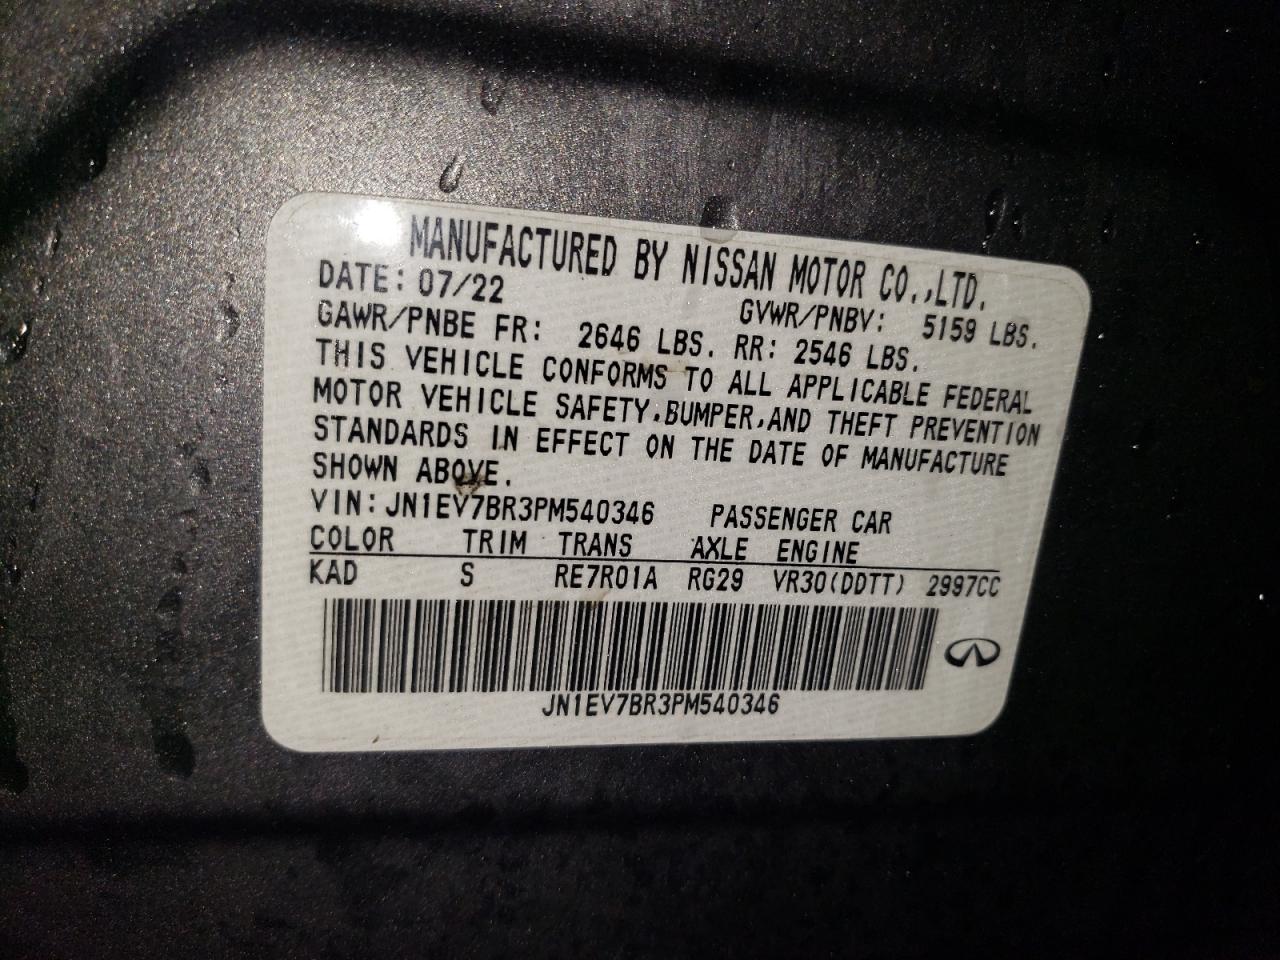 MANUFACTURED BY NISSAN MOTOR CO.,LTD.
DATE: 07/22 GVWR/PNBV: 5159 LBS.
GAWR/PNBE FR: 2646 LBS. RR: 2546 LBS.
THIS VEHICLE CONFORMS TO ALL APPLICABLE FEDERAL
MOTOR VEHICLE SAFETY,BUMPER,AND THEFT PREVENTION
STANDARDS IN EFFECT ON THE DATE OF MANUFACTURE
SHOWN ABOVE.
VIN:JN1EV7BR3PM540346 PASSENGER CAR
COLOR TRIM TRANS AXLE ENGINE
KAD S RE7R01A RG29 VR30(DDTT) 2997CC
JN1EV7BR3PM540346